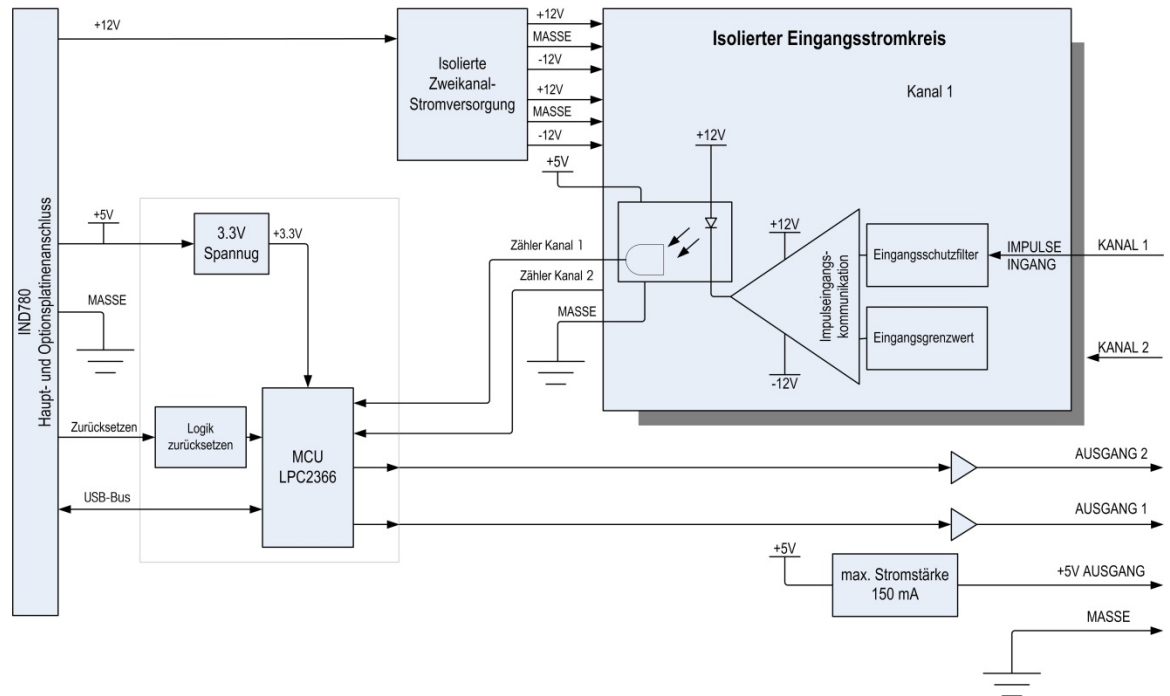 IND780
Haupt- und Optionsplatinenanschluss
+12V
Isolierte
Zweikanal-
Stromversorgung
+12V
MASSE
-12V
+12V
MASSE
-12V
Isolierter Eingangsstromkreis
Kanal 1
+12V
+5V
+12V
-12V
Impulseingangs-
kommunikation
Eingangsschutzfilter
Eingangsgrenzwert
IMPULSE
INGANG
KANAL 1
KANAL 2
+5V
3.3V
Spannug
+3.3V
Zähler Kanal 1
Zähler Kanal 2
MASSE
MASSE
Zurücksetzen
Logik
zurücksetzen
MCU
LPC2366
USB-Bus
AUSGANG 2
AUSGANG 1
+5V
max. Stromstärke
150 mA
+5V AUSGANG
MASSE